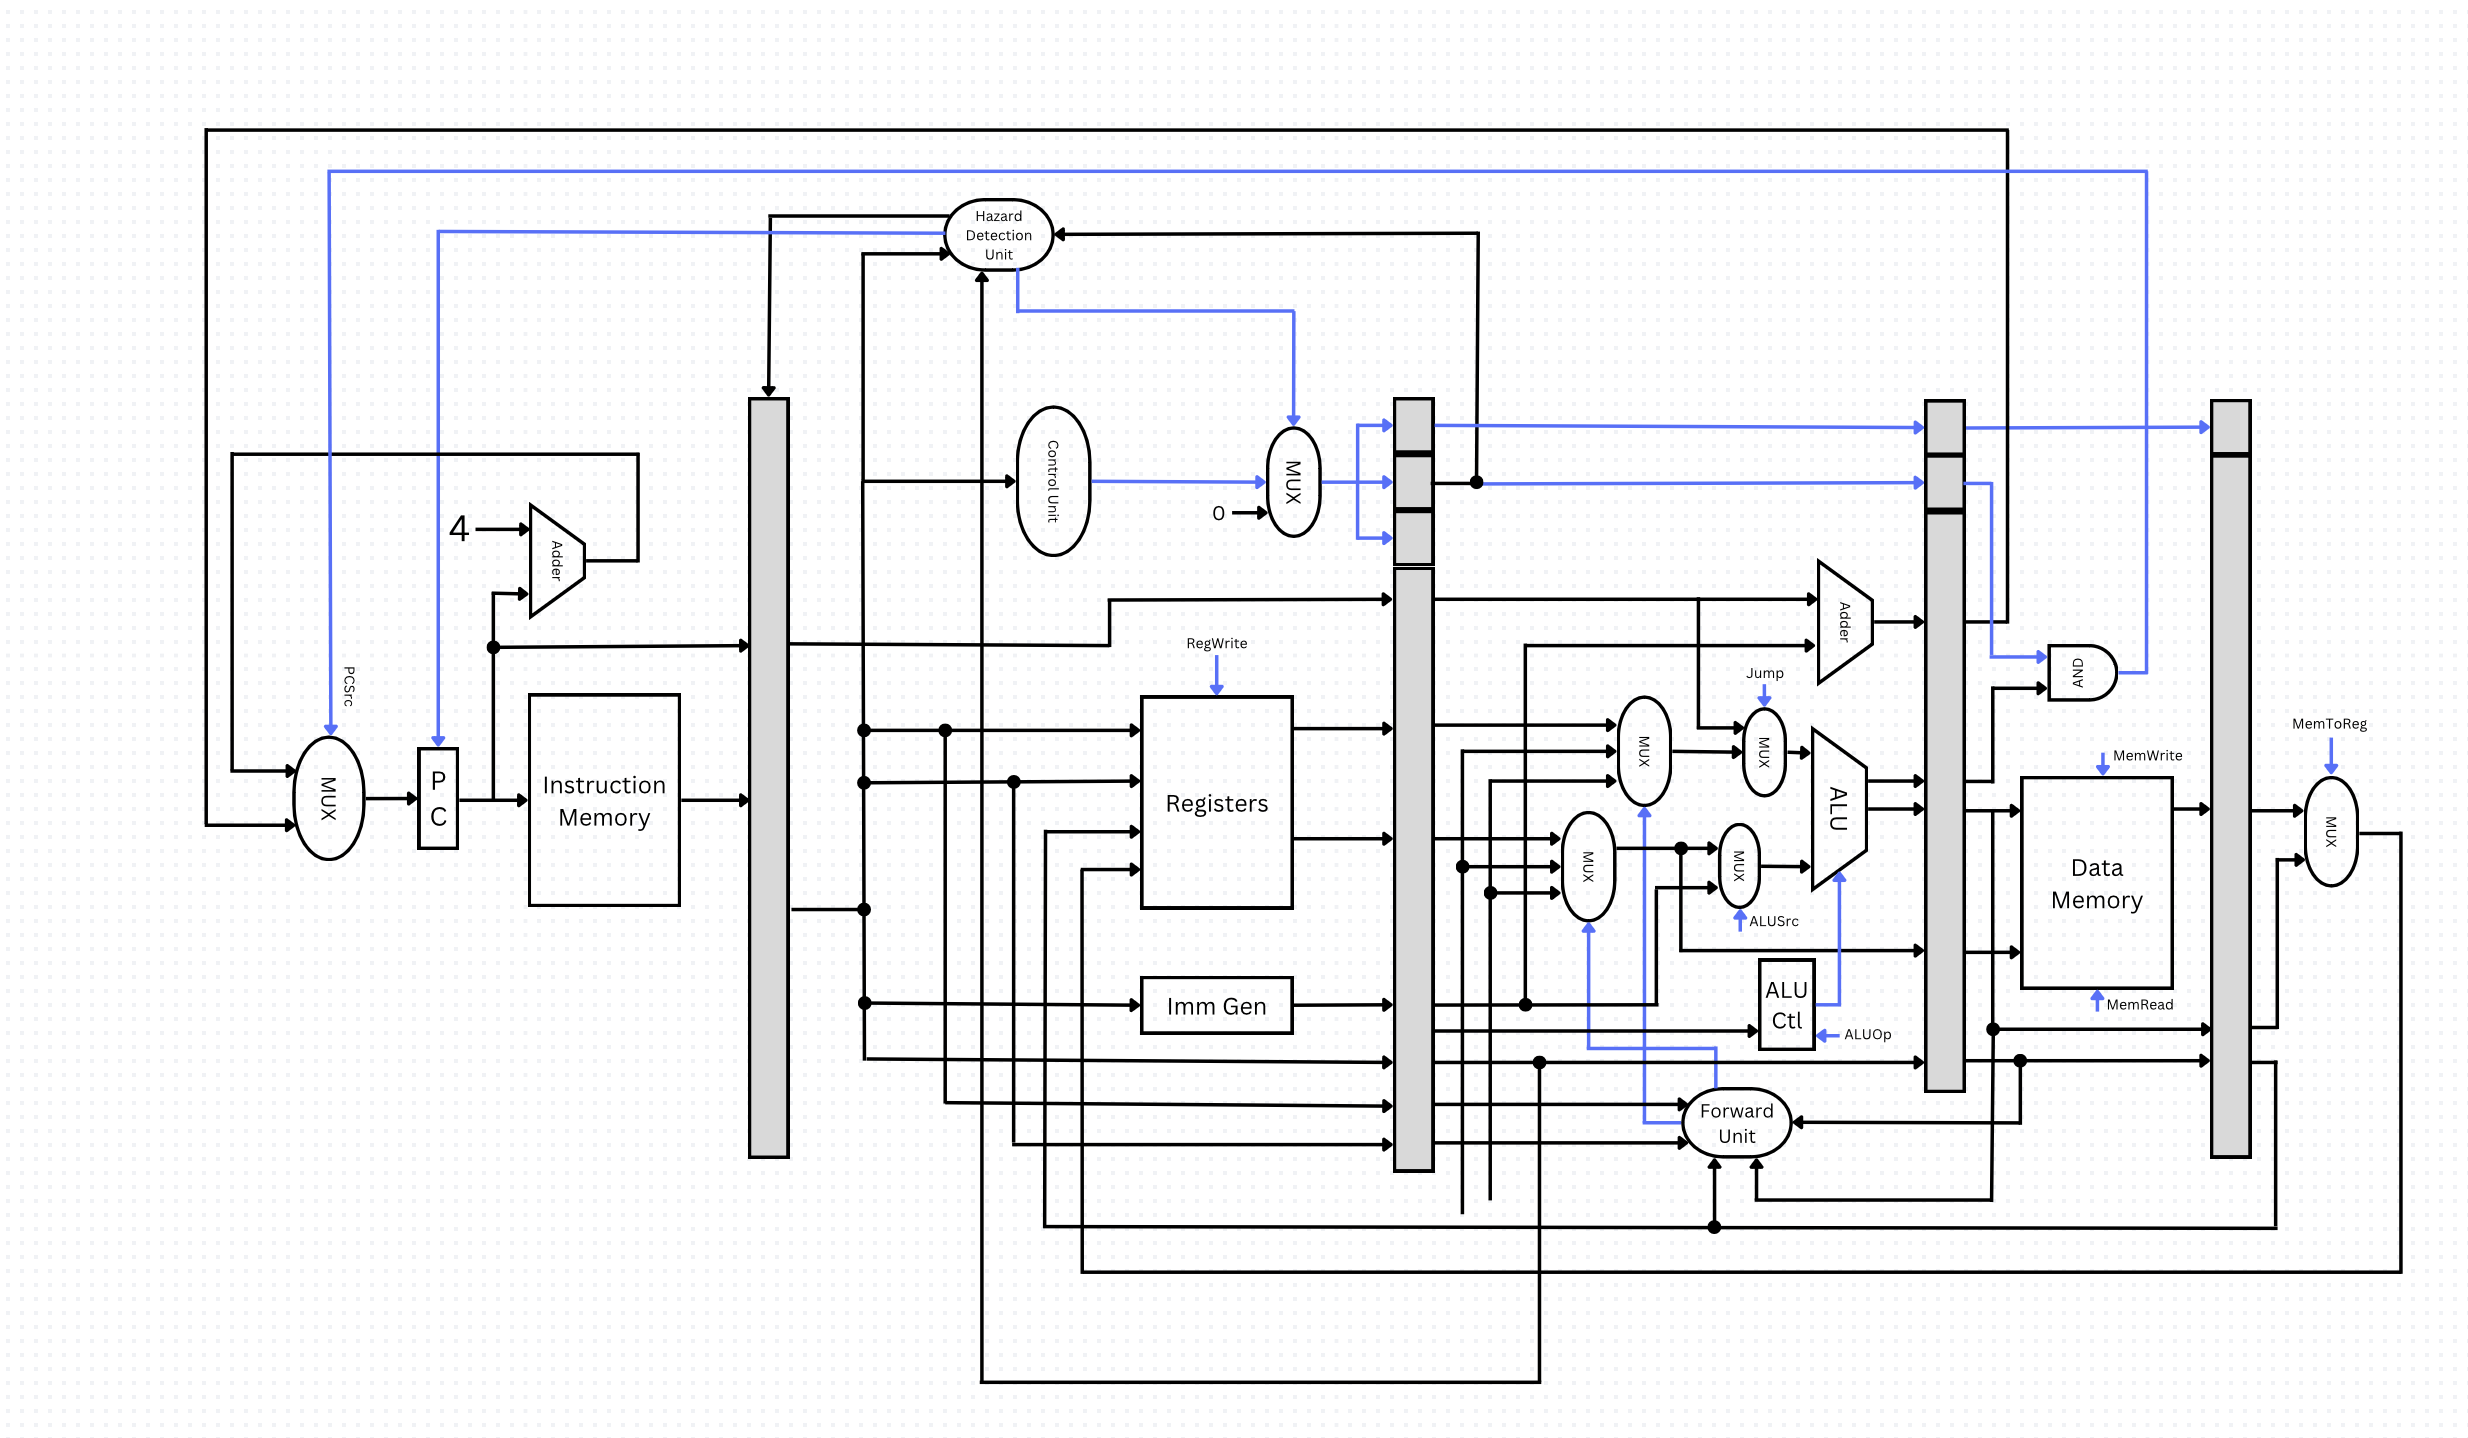 Hazard
Detection
Unit
Control Unit
MUX
0
4
Adder
Adder
RegWrite
PCSrc
Jump
AND
MUX
P
C
Instruction
Memory
Registers
MUX
MUX
ALU
MemWrite
MemToReg
MUX
MUX
ALUSrc
Data
Memory
MUX
Imm Gen
ALU
Ctl
MemRead
ALUOp
Forward
Unit